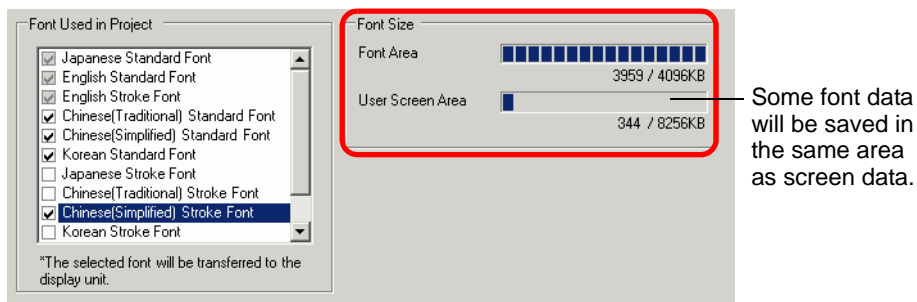 Font Used in Project
Japanese Standard Font
English Standard Font
English Stroke Font
Chinese(Traditional) Standard Font
Chinese(Simplified) Standard Font
Korean Standard Font
Japanese Stroke Font
Chinese(Traditional) Stroke Font
Chinese(Simplified) Stroke Font
Korean Stroke Font
*The selected font will be transferred to the
display unit.
Font Size
Font Area
3959 / 4096KB
User Screen Area
344 / 8256KB
Some font data
will be saved in
the same area
as screen data.